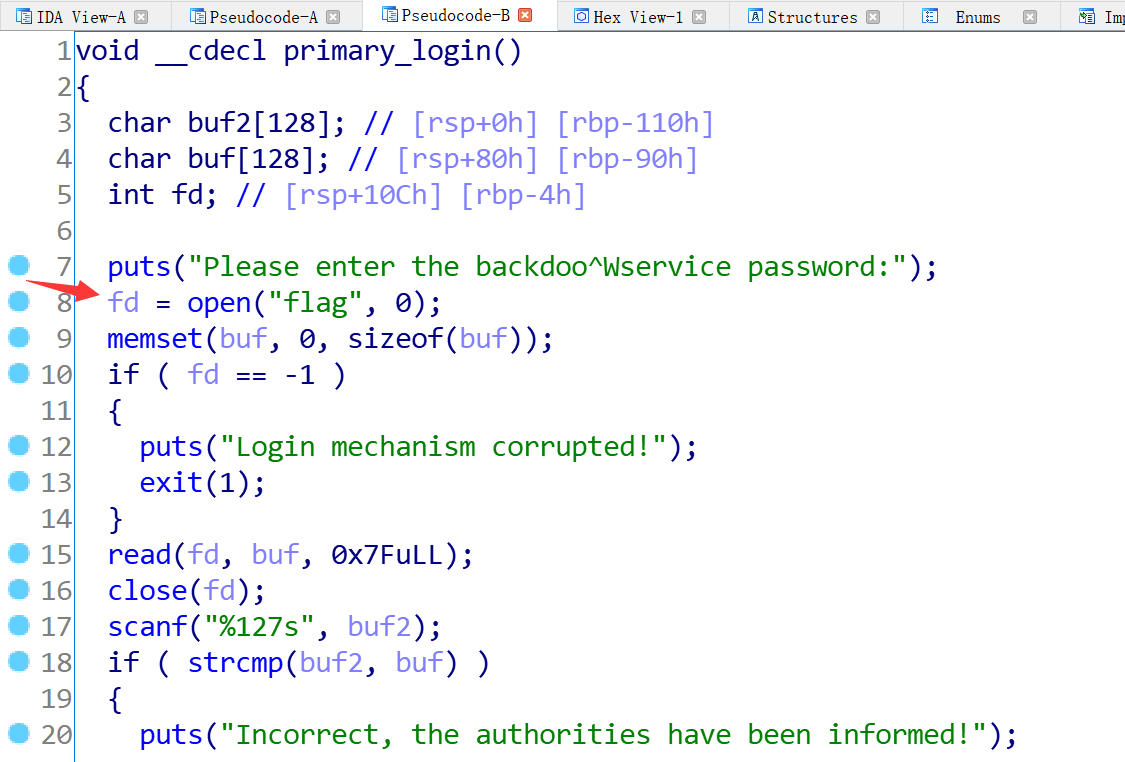 IDA View-A Pseudocode-A Pseudocode-B Hex View-1 Structures Enums
1 void __cdecl primary_login()
2 {
3   char buf2[128]; // [rsp+0h] [rbp-110h]
4   char buf[128]; // [rsp+80h] [rbp-90h]
5   int fd; // [rsp+10Ch] [rbp-4h]
6
7   puts("Please enter the backdoo^Wservice password:");
8   fd = open("flag", 0);
9   memset(buf, 0, sizeof(buf));
10   if ( fd == -1 )
11   {
12     puts("Login mechanism corrupted!");
13     exit(1);
14   }
15   read(fd, buf, 0x7FuLL);
16   close(fd);
17   scanf("%127s", buf2);
18   if ( strcmp(buf2, buf) )
19   {
20     puts("Incorrect, the authorities have been informed!");